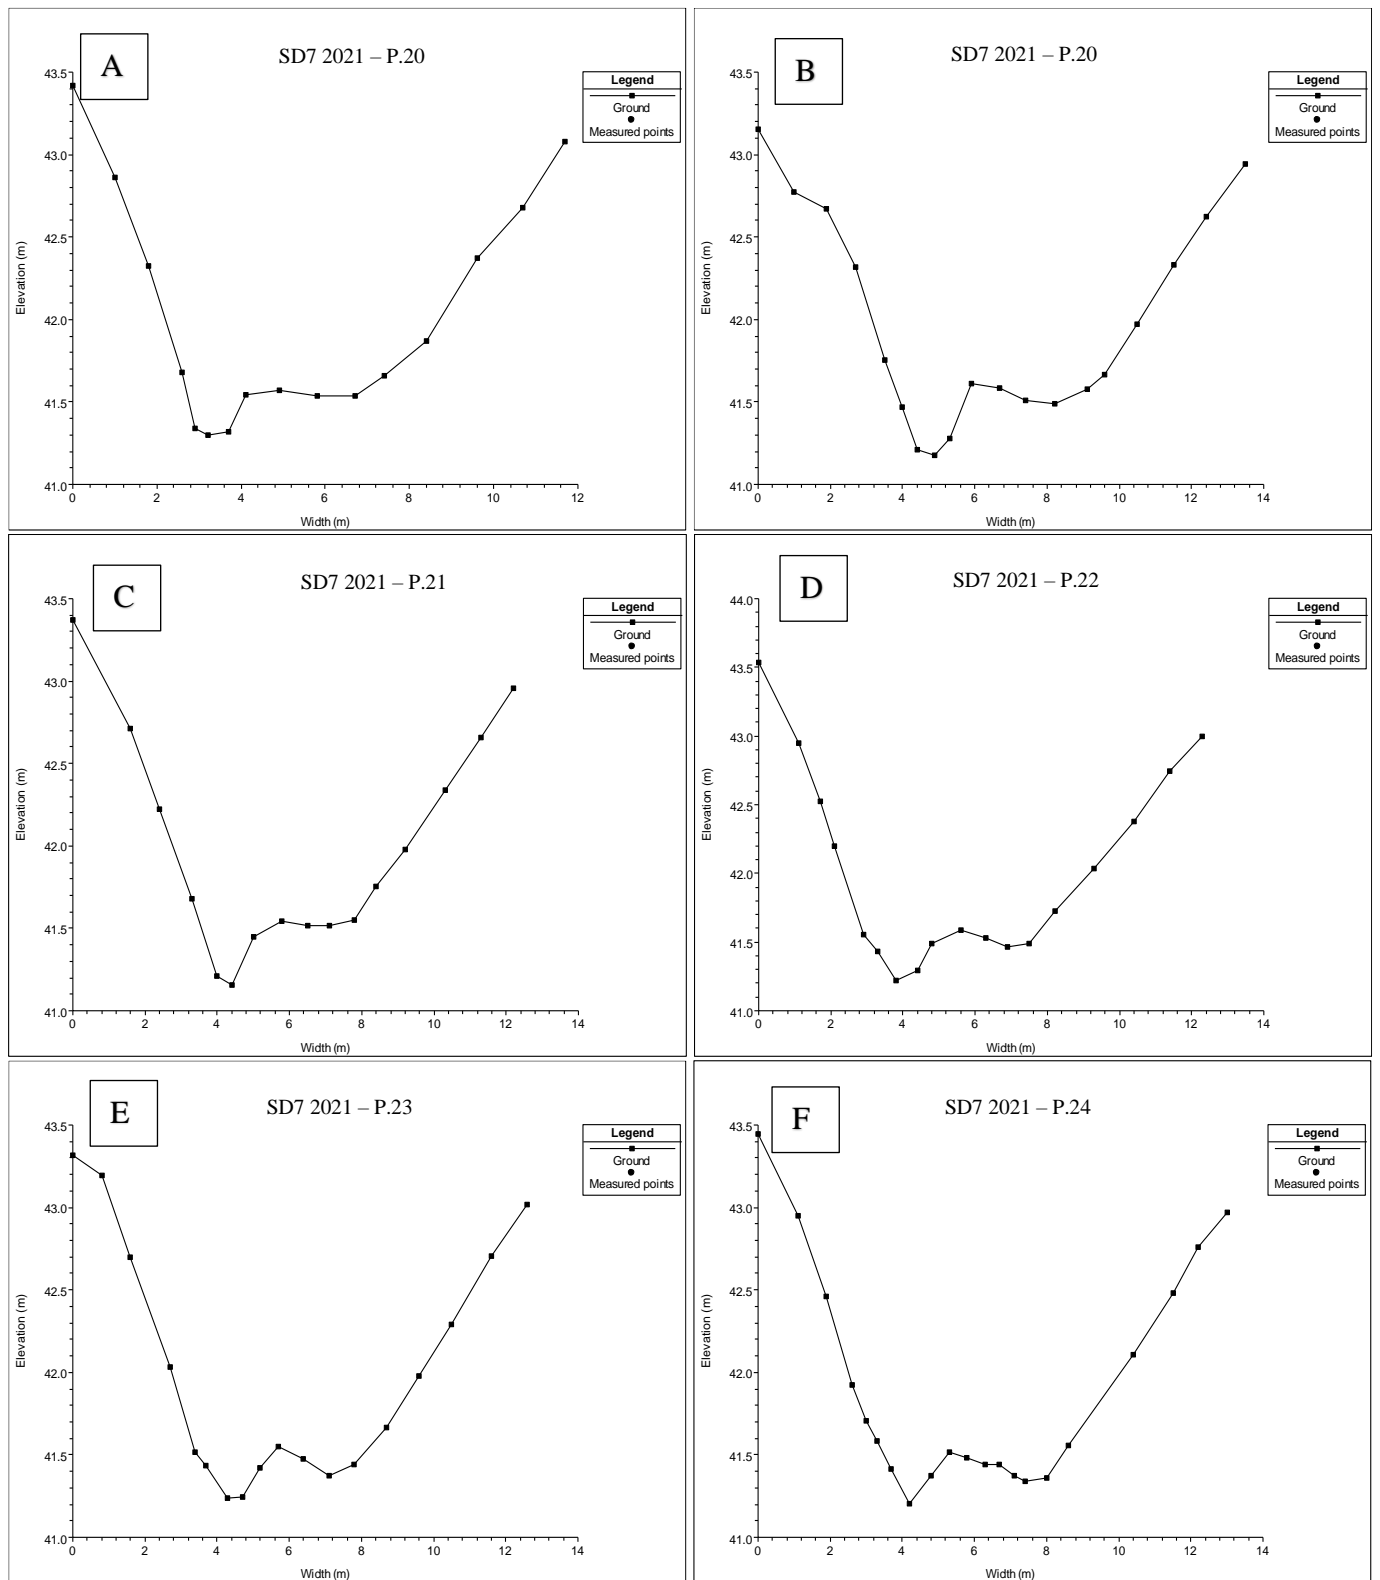 A
SD7 2021 – P.20
Legend
Ground
Measured points
43.5
43.0
42.5
42.0
41.5
41.0
Elevation (m)
0 2 4 6 8 10 12
Width (m)
B
SD7 2021 – P.20
Legend
Ground
Measured points
43.5
43.0
42.5
42.0
41.5
41.0
Elevation (m)
0 2 4 6 8 10 12 14
Width (m)
C
SD7 2021 – P.21
Legend
Ground
Measured points
43.5
43.0
42.5
42.0
41.5
41.0
Elevation (m)
0 2 4 6 8 10 12 14
Width (m)
D
SD7 2021 – P.22
Legend
Ground
Measured points
44.0
43.5
43.0
42.5
42.0
41.5
41.0
Elevation (m)
0 2 4 6 8 10 12 14
Width (m)
E
SD7 2021 – P.23
Legend
Ground
Measured points
43.5
43.0
42.5
42.0
41.5
41.0
Elevation (m)
0 2 4 6 8 10 12 14
Width (m)
F
SD7 2021 – P.24
Legend
Ground
Measured points
43.5
43.0
42.5
42.0
41.5
41.0
Elevation (m)
0 2 4 6 8 10 12 14
Width (m)